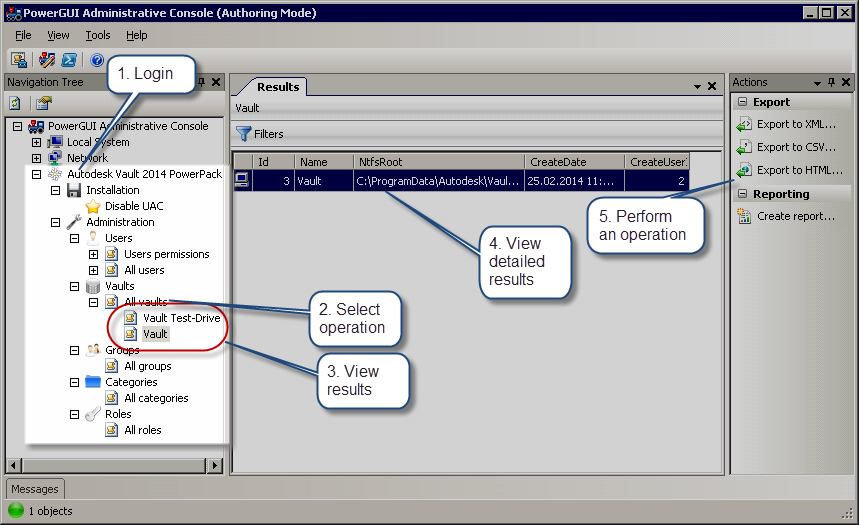 PowerGUI Administrative Console (Authoring Mode)
File View Tools Help
1. Login
Navigation Tree
PowerGUI Administrative Console
Local System
Network
Autodesk Vault 2014 PowerPack
Installation
Disable UAC
Administration
Users
Users permissions
All users
Vaults
All vaults
Vault Test-Drive
Vault
Groups
All groups
Categories
All categories
Roles
All roles
2. Select
operation
3. View
results
Results
Vault
Filters
Id Name NtfsRoot CreateDate CreateUser
3 Vault C:\ProgramData\Autodesk\Vaul... 25.02.2014 11:... 2
4. View
detailed
results
5. Perform
an operation
Actions
Export
Export to XML...
Export to CSV...
Export to HTML...
Reporting
Create report...
Messages
1 objects